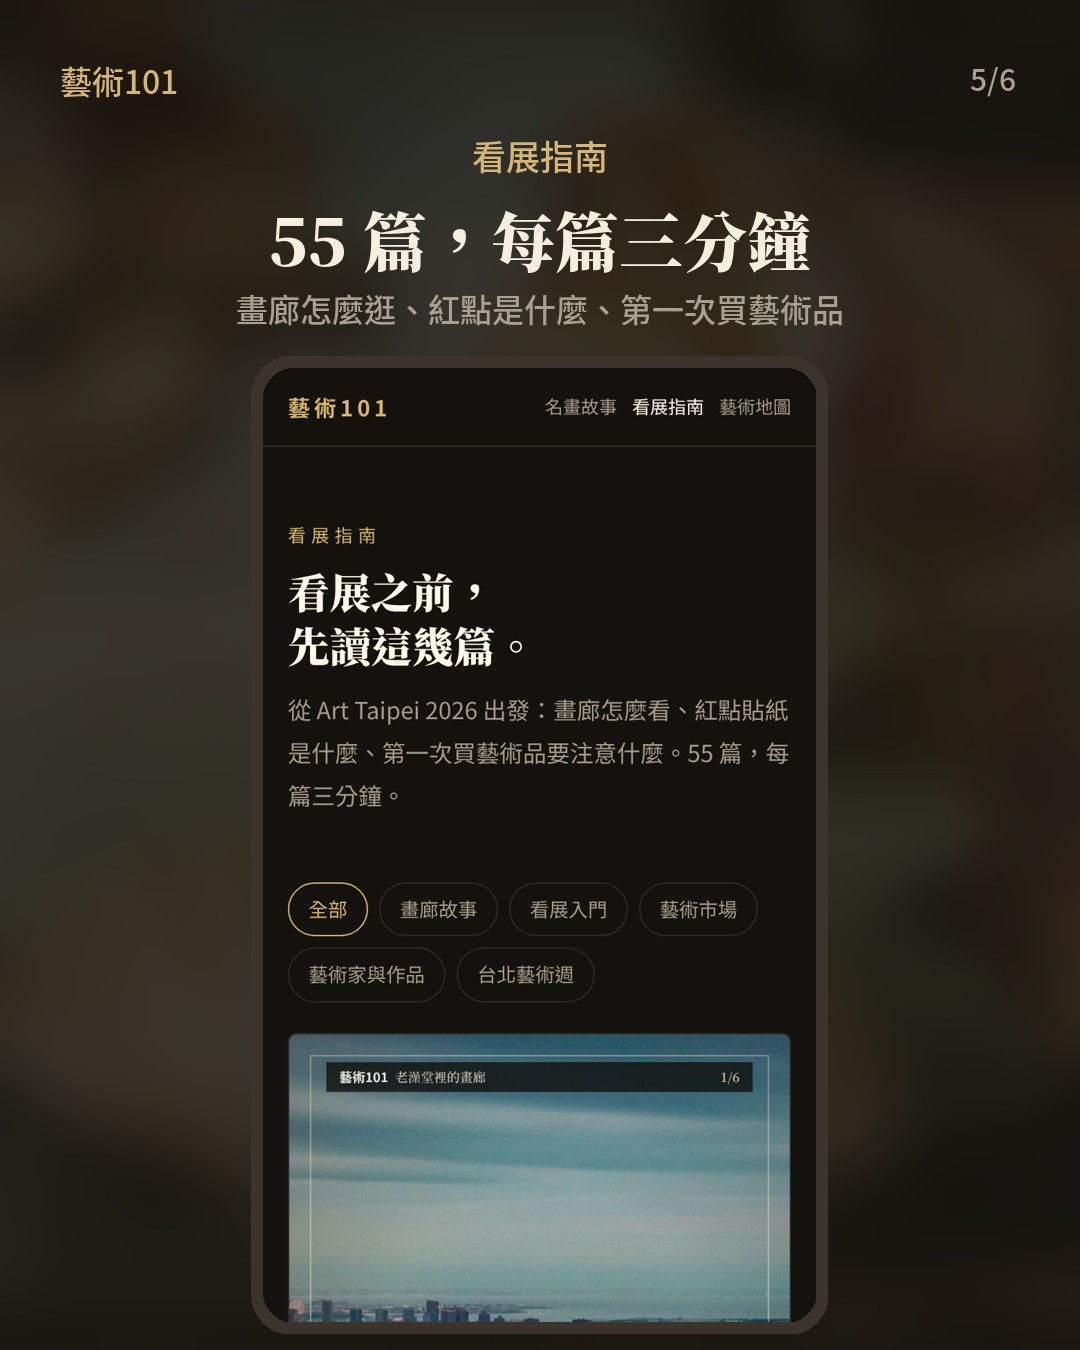 藝術101
5/6
看展指南
55 篇，每篇三分鐘
畫廊怎麼逛、紅點是什麼、第一次買藝術品
藝術101
名畫故事 看展指南 藝術地圖
看展指南
看展之前，
先讀這幾篇。
從 Art Taipei 2026 出發：畫廊怎麼看、紅點貼紙
是什麼、第一次買藝術品要注意什麼。55 篇，每
篇三分鐘。
全部 畫廊故事 看展入門 藝術市場
藝術家與作品 台北藝術週
藝術101 老澡堂裡的畫廊
1/6